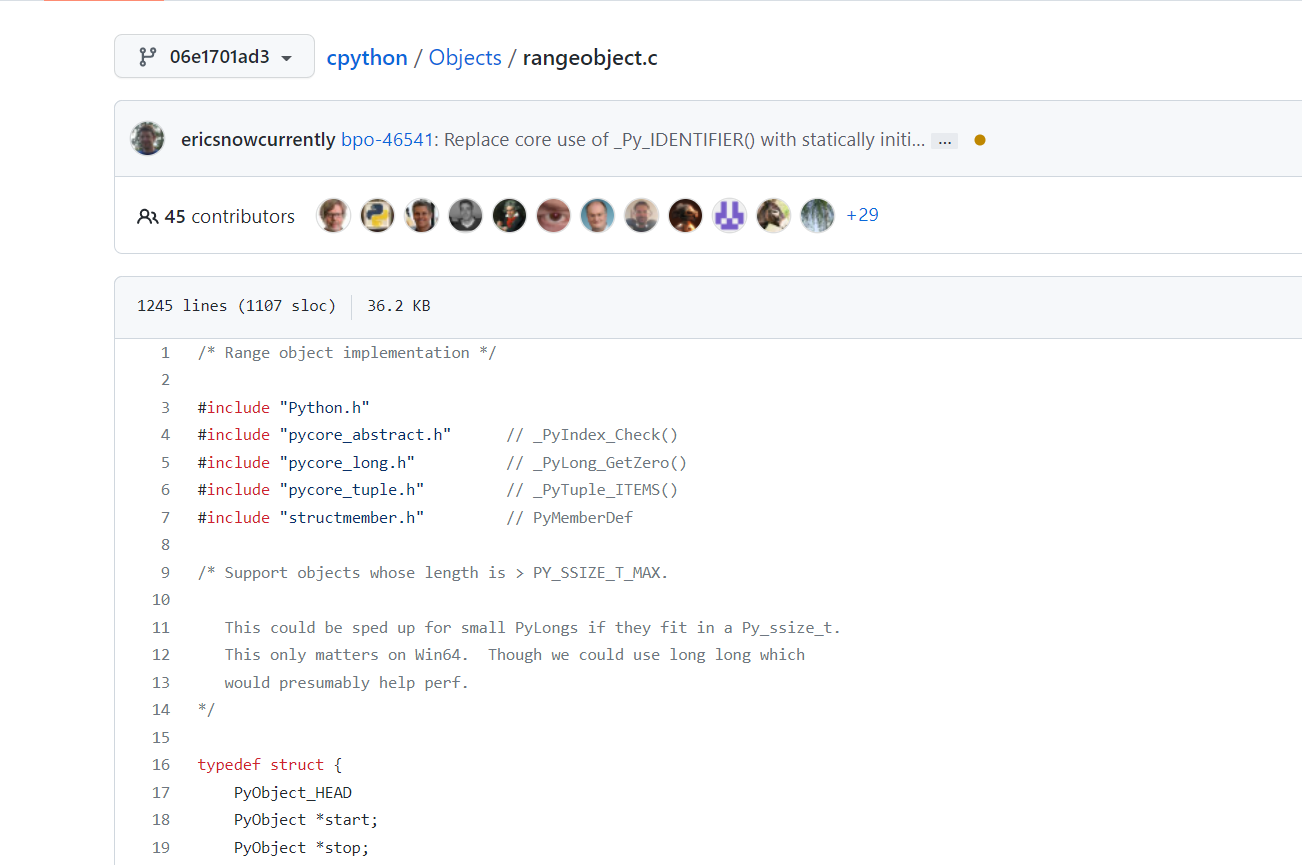 06e1701ad3
cpython / Objects / rangeobject.c
ericsnowcurrently bpo-46541: Replace core use of _Py_IDENTIFIER() with statically initi... ...
45 contributors +29
1245 lines (1107 sloc) 36.2 KB
1 /* Range object implementation */
2
3 #include "Python.h"
4 #include "pycore_abstract.h" // _PyIndex_Check()
5 #include "pycore_long.h" // _PyLong_GetZero()
6 #include "pycore_tuple.h" // _PyTuple_ITEMS()
7 #include "structmember.h" // PyMemberDef
8
9 /* Support objects whose length is > PY_SSIZE_T_MAX.
10
11 This could be sped up for small PyLongs if they fit in a Py_ssize_t.
12 This only matters on Win64. Though we could use long long which
13 would presumably help perf.
14 */
15
16 typedef struct {
17 PyObject_HEAD
18 PyObject *start;
19 PyObject *stop;